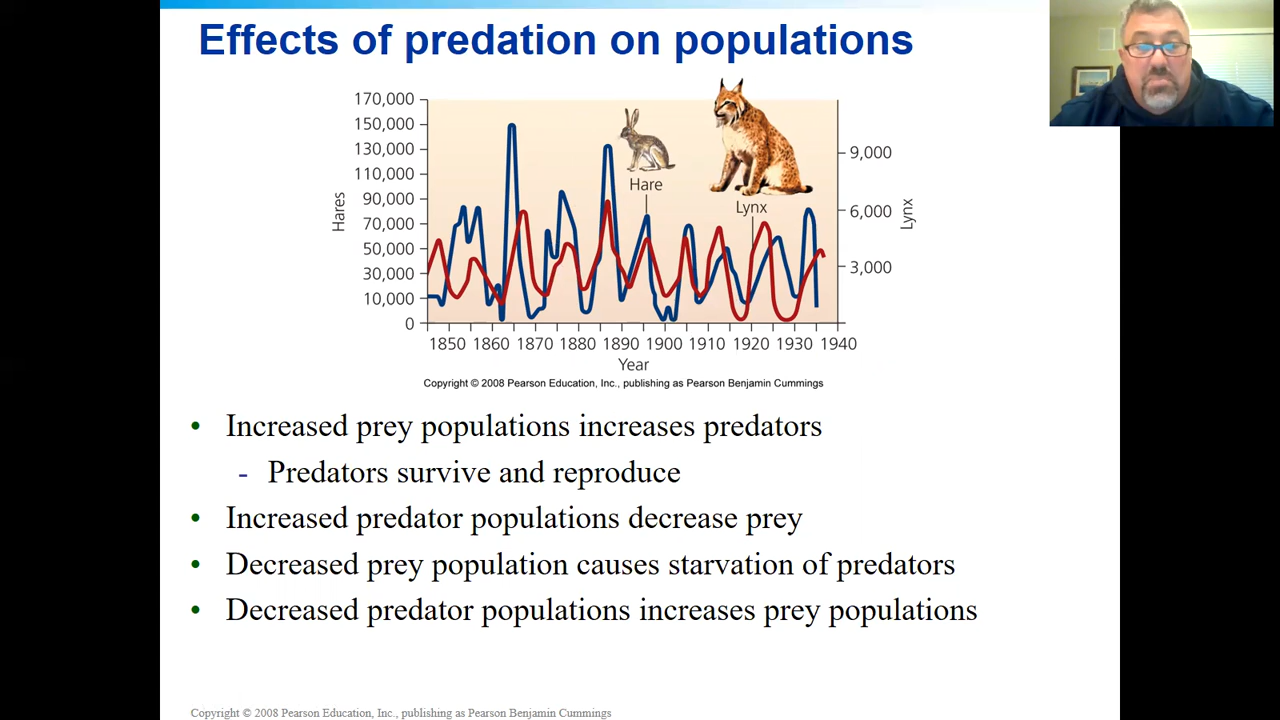 Effects of predation on populations
170,000
150,000
130,000
110,000
90,000
70,000
50,000
30,000
10,000
0
Hares
Hare
Lynx
9,000
6,000
3,000
Lynx
1850 1860 1870 1880 1890 1900 1910 1920 1930 1940
Year
Copyright © 2008 Pearson Education, Inc., publishing as Pearson Benjamin Cummings
• Increased prey populations increases predators
- Predators survive and reproduce
• Increased predator populations decrease prey
• Decreased prey population causes starvation of predators
• Decreased predator populations increases prey populations
Copyright © 2008 Pearson Education, Inc., publishing as Pearson Benjamin Cummings